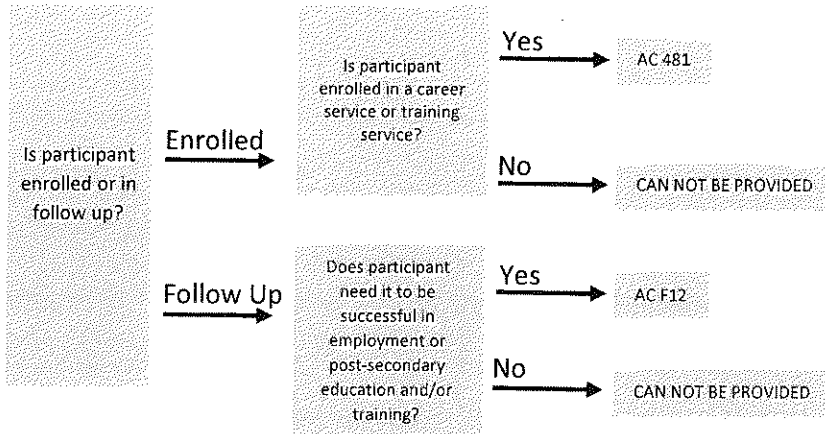 Is participant
enrolled or in
follow up?
Enrolled
Is participant
enrolled in a career
service or training
service?
Yes
AC 481
No
CAN NOT BE PROVIDED
Follow Up
Does participant
need it to be
successful in
employment or
post-secondary
education and/or
training?
Yes
AC F12
No
CAN NOT BE PROVIDED